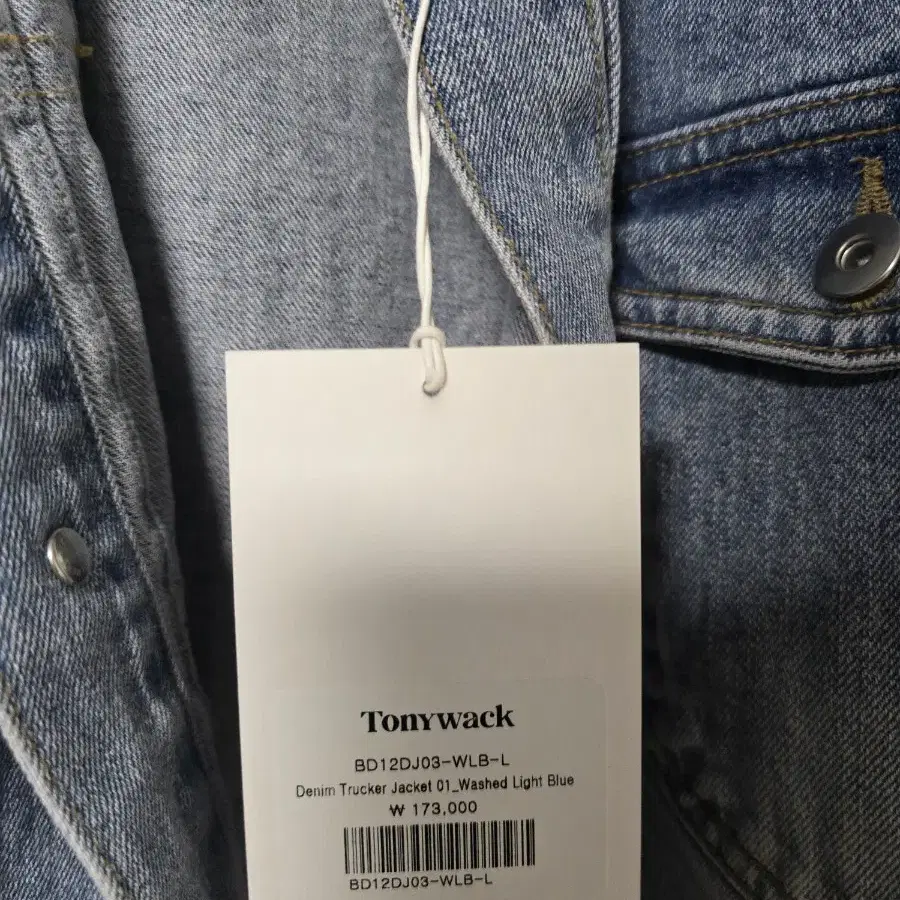 Tonywack
BD12DJ03-WLB-L
Denim Trucker Jacket 01_Washed Light Blue
₩ 173,000
BD12DJ03-WLB-L